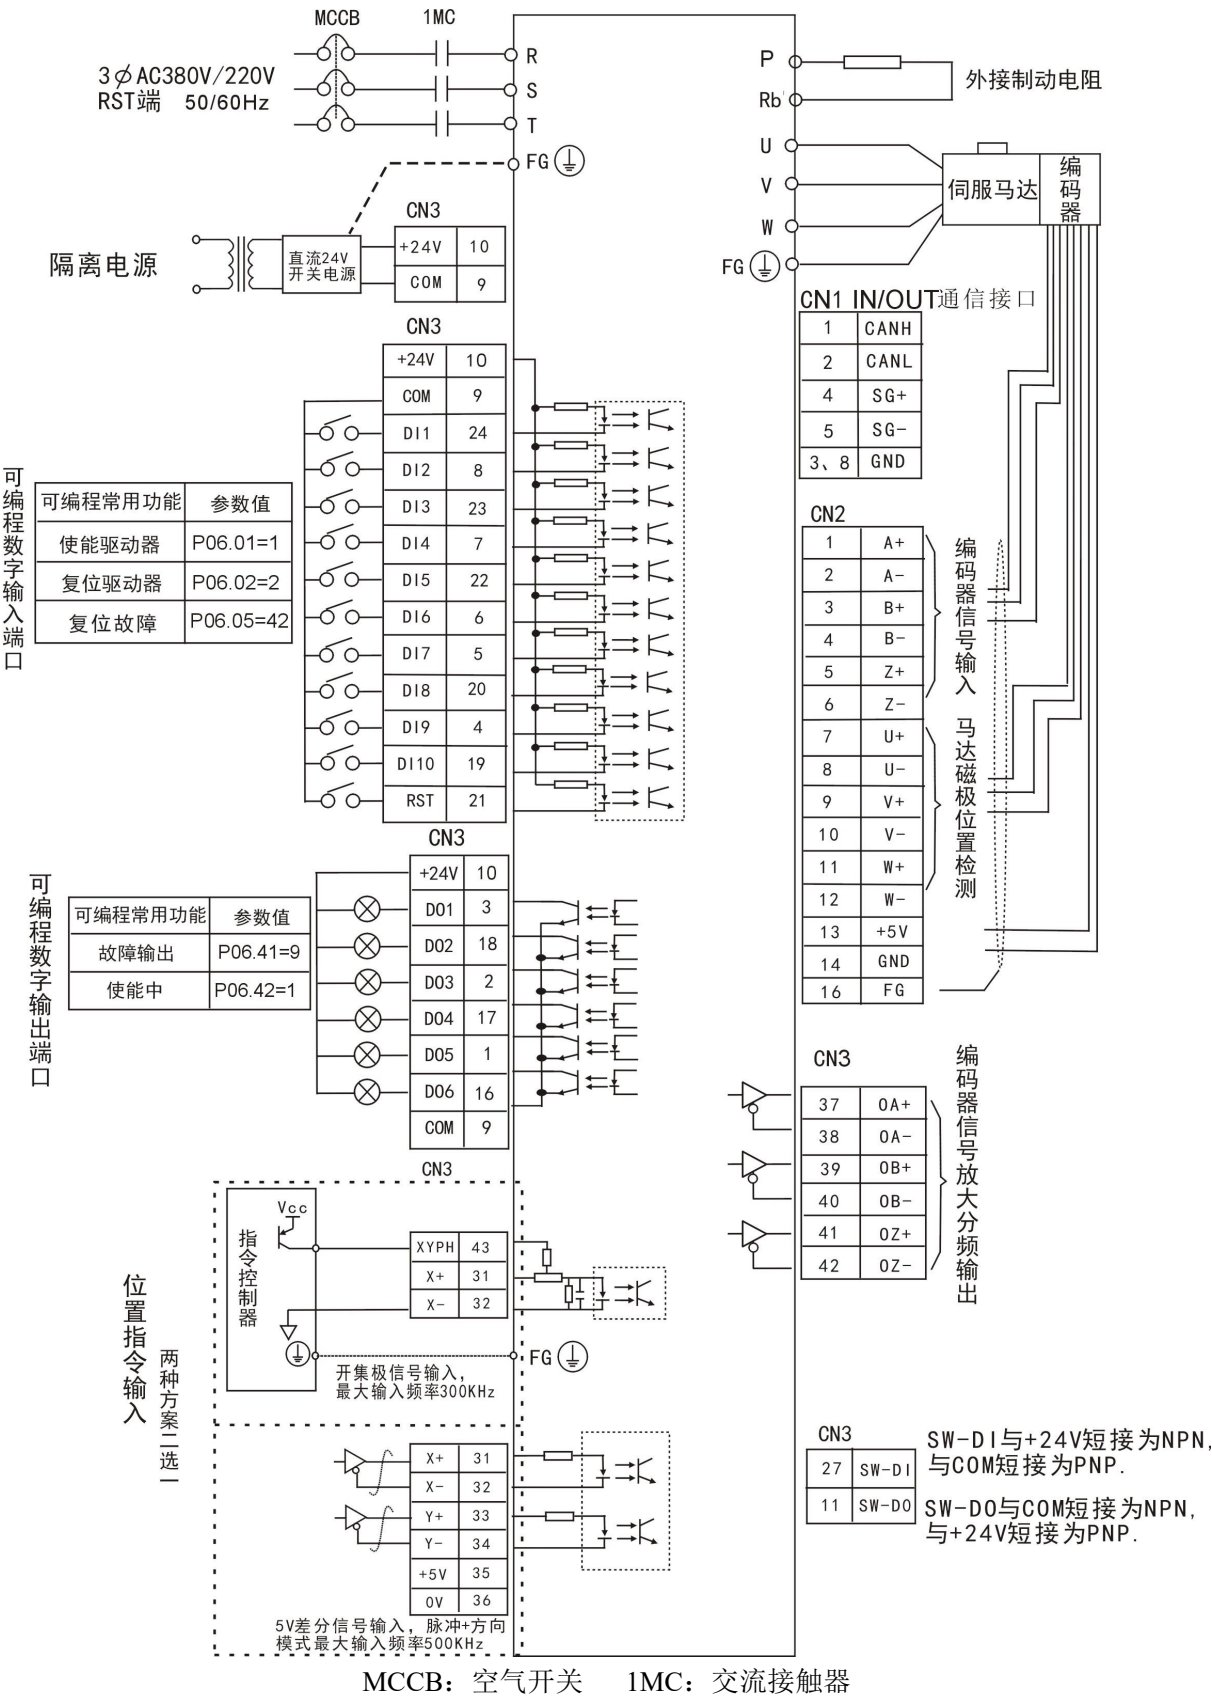 MCCB 1MC
3∅AC380V/220V
RST端 50/60Hz
R
S
T
FG
P
Rb
外接制动电阻
U
V
W
FG
伺服马达
编码器
隔离电源
直流24V
开关电源
CN3
+24V 10
COM 9
CN3
+24V 10
COM 9
DI1 24
DI2 8
DI3 23
DI4 7
DI5 22
DI6 6
DI7 5
DI8 20
DI9 4
DI10 19
RST 21
可编程数字输入端口
可编程常用功能 参数值
使能驱动器 P06.01=1
复位驱动器 P06.02=2
复位故障 P06.05=42
CN3
+24V 10
DO1 3
DO2 18
DO3 2
DO4 17
DO5 1
DO6 16
COM 9
可编程数字输出端口
可编程常用功能 参数值
故障输出 P06.41=9
使能中 P06.42=1
CN3
位置指令输入
两种方案二选一
指令控制器
Vcc
XYPH 43
X+ 31
X- 32
FG
开集极信号输入，
最大输入频率300KHz
X+ 31
X- 32
Y+ 33
Y- 34
+5V 35
0V 36
5V差分信号输入，脉冲+方向
模式最大输入频率500KHz
CN1 IN/OUT通信接口
1 CANH
2 CANL
4 SG+
5 SG-
3、8 GND
CN2
1 A+
2 A-
3 B+
4 B-
5 Z+
6 Z-
7 U+
8 U-
9 V+
10 V-
11 W+
12 W-
13 +5V
14 GND
16 FG
编码器信号输入
马达磁极位置检测
CN3
37 OA+
38 OA-
39 OB+
40 OB-
41 OZ+
42 OZ-
编码器信号放大分频输出
CN3
27 SW-DI
11 SW-DO
SW-DI与+24V短接为NPN,
与COM短接为PNP.
SW-DO与COM短接为NPN,
与+24V短接为PNP.
MCCB：空气开关 1MC：交流接触器